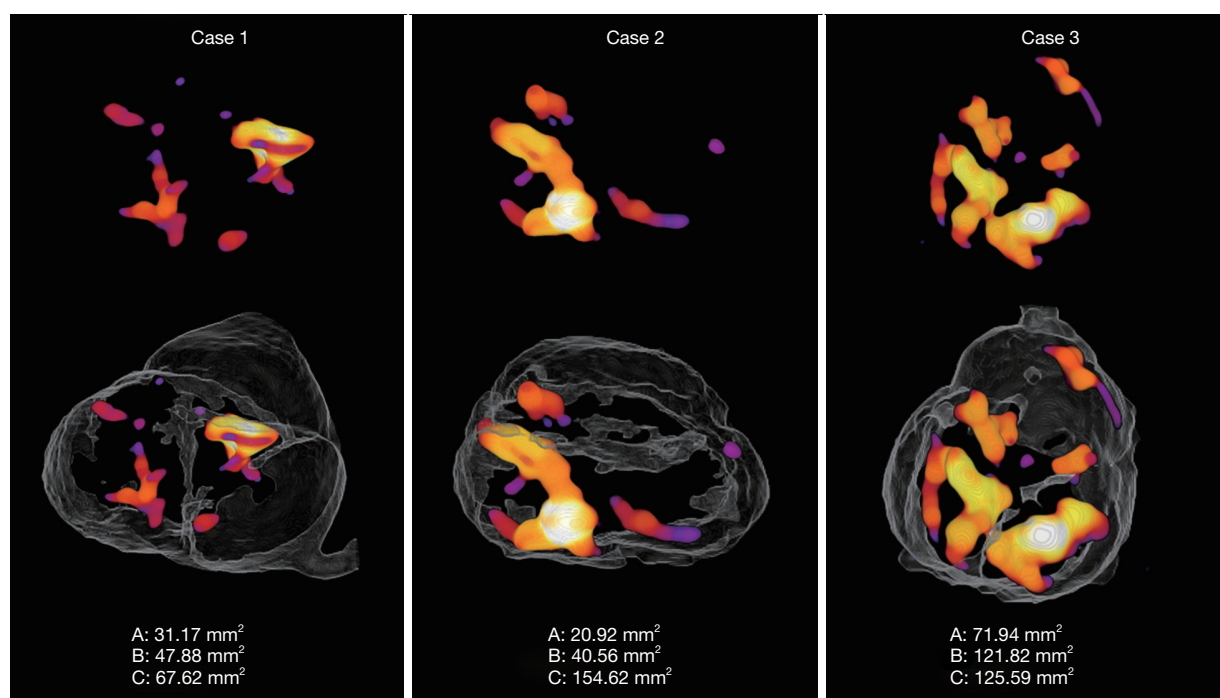 Case 1
Case 2
Case 3
A: 31.17 mm²
B: 47.88 mm²
C: 67.62 mm²
A: 20.92 mm²
B: 40.56 mm²
C: 154.62 mm²
A: 71.94 mm²
B: 121.82 mm²
C: 125.59 mm²